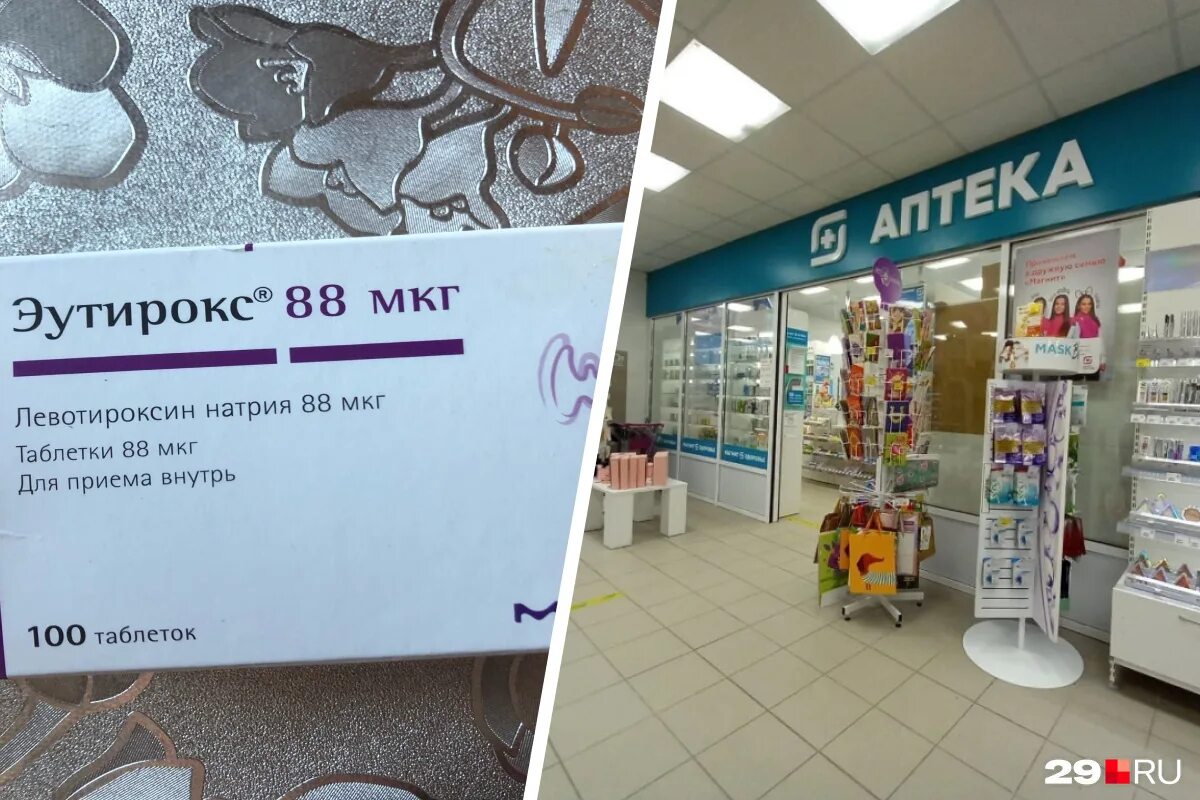 Эутирокс® 88 мкг
Левотироксин натрия 88 мкг
Таблетки 88 мкг
Для приема внутрь
100 таблеток
АПТЕКА
«Магнит»
MASK
29.RU